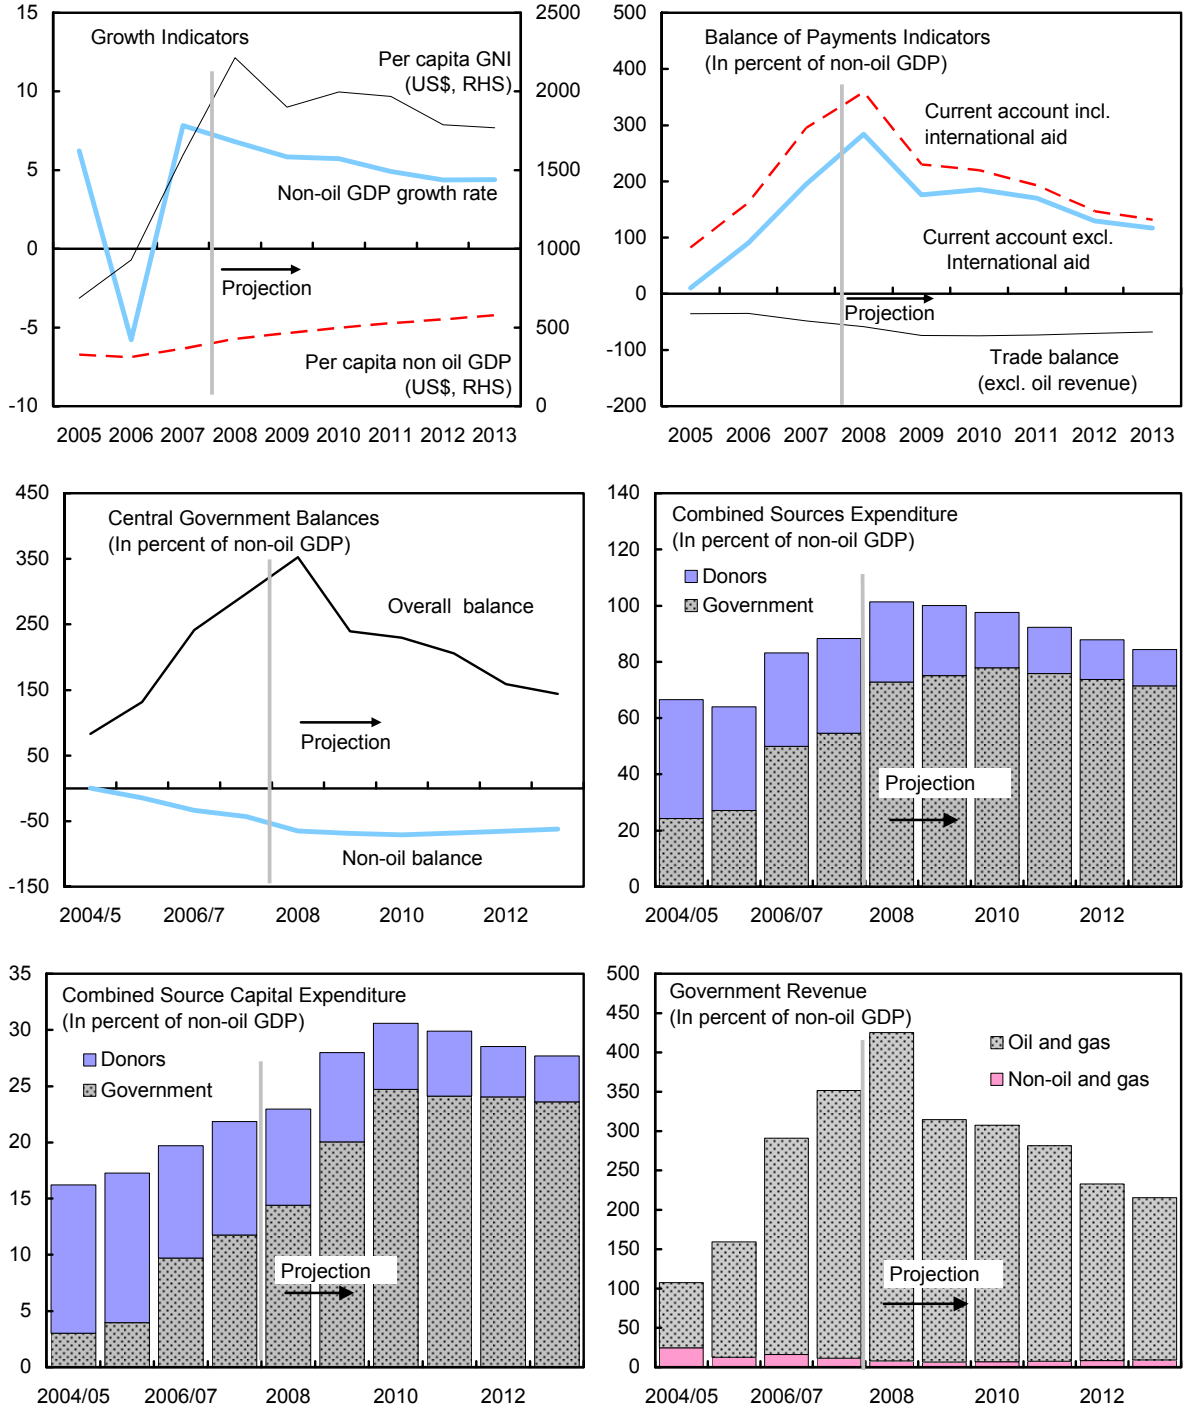 Growth Indicators
Per capita GNI
(US$, RHS)
Non-oil GDP growth rate
Projection
Per capita non oil GDP
(US$, RHS)
15
10
5
0
-5
-10
2500
2000
1500
1000
500
0
2005 2006 2007 2008 2009 2010 2011 2012 2013
Balance of Payments Indicators
(In percent of non-oil GDP)
Current account incl.
international aid
Current account excl.
International aid
Projection
Trade balance
(excl. oil revenue)
500
400
300
200
100
0
-100
-200
2005 2006 2007 2008 2009 2010 2011 2012 2013
Central Government Balances
(In percent of non-oil GDP)
Overall balance
Projection
Non-oil balance
450
350
250
150
50
-50
-150
2004/5 2006/7 2008 2010 2012
Combined Sources Expenditure
(In percent of non-oil GDP)
Donors
Government
Projection
140
120
100
80
60
40
20
0
2004/05 2006/07 2008 2010 2012
Combined Source Capital Expenditure
(In percent of non-oil GDP)
Donors
Government
Projection
35
30
25
20
15
10
5
0
2004/05 2006/07 2008 2010 2012
Government Revenue
(In percent of non-oil GDP)
Oil and gas
Non-oil and gas
Projection
500
450
400
350
300
250
200
150
100
50
0
2004/05 2006/07 2008 2010 2012